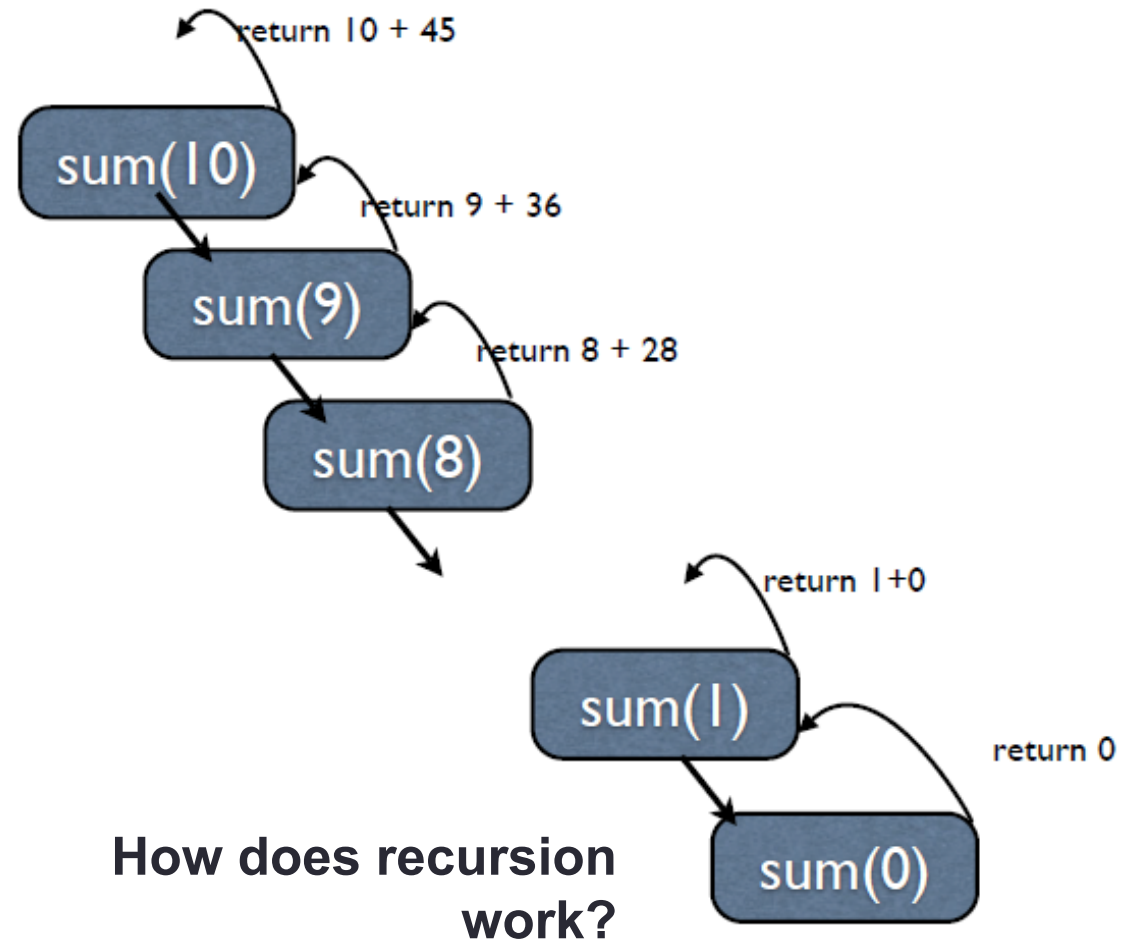 return 10 + 45
sum(10)
return 9 + 36
sum(9)
return 8 + 28
sum(8)
return 1+0
sum(1)
return 0
sum(0)
How does recursion
work?